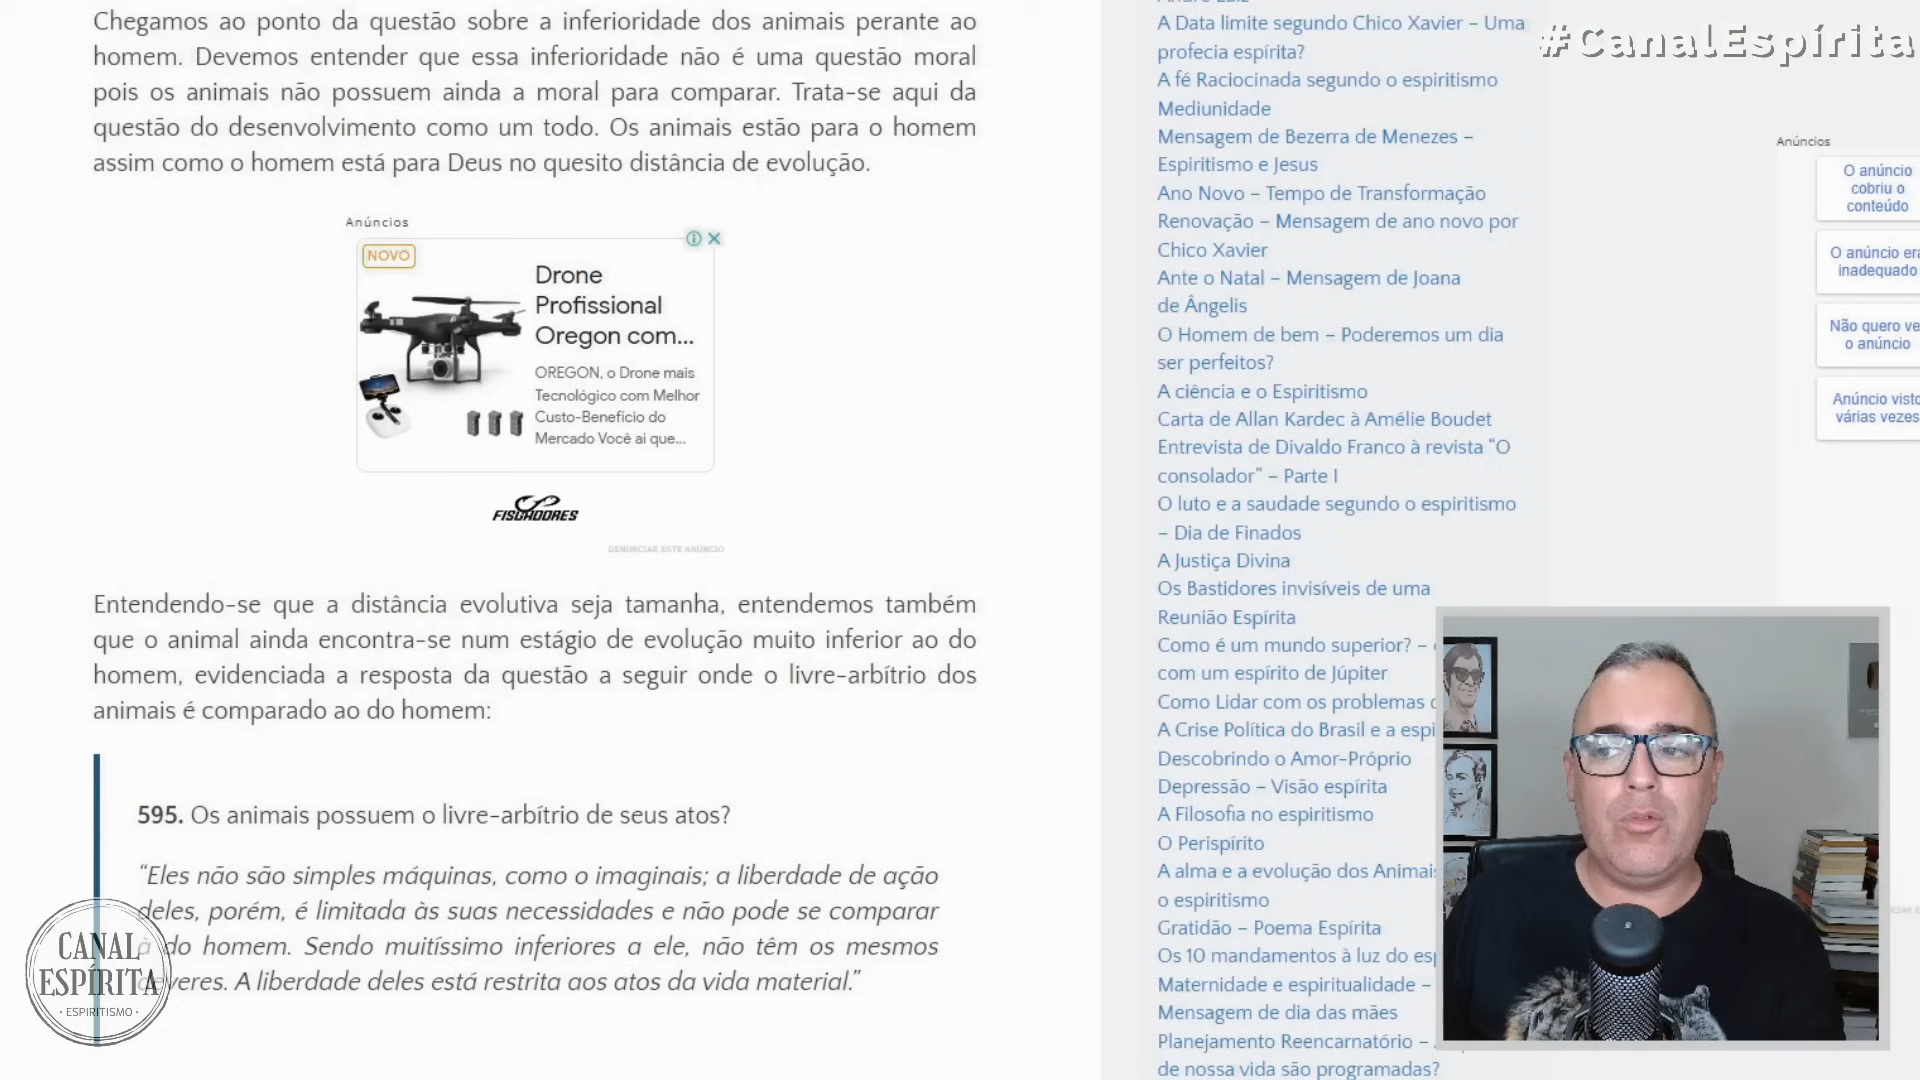 Chegamos ao ponto da questão sobre a inferioridade dos animais perante ao
homem. Devemos entender que essa inferioridade não é uma questão moral
pois os animais não possuem ainda a moral para comparar. Trata-se aqui da
questão do desenvolvimento como um todo. Os animais estão para o homem
assim como o homem está para Deus no quesito distância de evolução.
Anúncios
NOVO
Drone
Profissional
Oregon com...
OREGON, o Drone mais
Tecnológico com Melhor
Custo-Benefício do
Mercado Você ai que...
FISGADORES
DENUNCIAR ESTE ANÚNCIO
Entendendo-se que a distância evolutiva seja tamanha, entendemos também
que o animal ainda encontra-se num estágio de evolução muito inferior ao do
homem, evidenciada a resposta da questão a seguir onde o livre-arbítrio dos
animais é comparado ao do homem:
595. Os animais possuem o livre-arbítrio de seus atos?
“Eles não são simples máquinas, como o imaginais; a liberdade de ação
deles, porém, é limitada às suas necessidades e não pode se comparar
à do homem. Sendo muitíssimo inferiores a ele, não têm os mesmos
deveres. A liberdade deles está restrita aos atos da vida material.”
CANAL
ESPÍRITA
· ESPIRITISMO ·
A Data limite segundo Chico Xavier – Uma
profecia espírita?
A fé Raciocinada segundo o espiritismo
Mediunidade
Mensagem de Bezerra de Menezes –
Espiritismo e Jesus
Ano Novo – Tempo de Transformação
Renovação – Mensagem de ano novo por
Chico Xavier
Ante o Natal – Mensagem de Joana
de Ângelis
O Homem de bem – Poderemos um dia
ser perfeitos?
A ciência e o Espiritismo
Carta de Allan Kardec à Amélie Boudet
Entrevista de Divaldo Franco à revista “O
consolador” – Parte I
O luto e a saudade segundo o espiritismo
– Dia de Finados
A Justiça Divina
Os Bastidores invisíveis de uma
Reunião Espírita
Como é um mundo superior? –
com um espírito de Júpiter
Como Lidar com os problemas
A Crise Política do Brasil e a
Descobrindo o Amor-Próprio
Depressão – Visão espírita
A Filosofia no espiritismo
O Perispírito
A alma e a evolução dos Animais
o espiritismo
Gratidão – Poema Espírita
Os 10 mandamentos à luz do
Maternidade e espiritualidade –
Mensagem de dia das mães
Planejamento Reencarnatório –
de nossa vida são programadas?
#CanalEspírita
Anúncios
O anúncio
cobriu o
conteúdo
O anúncio era
inadequado
Não quero ve
o anúncio
Anúncio visto
várias vezes